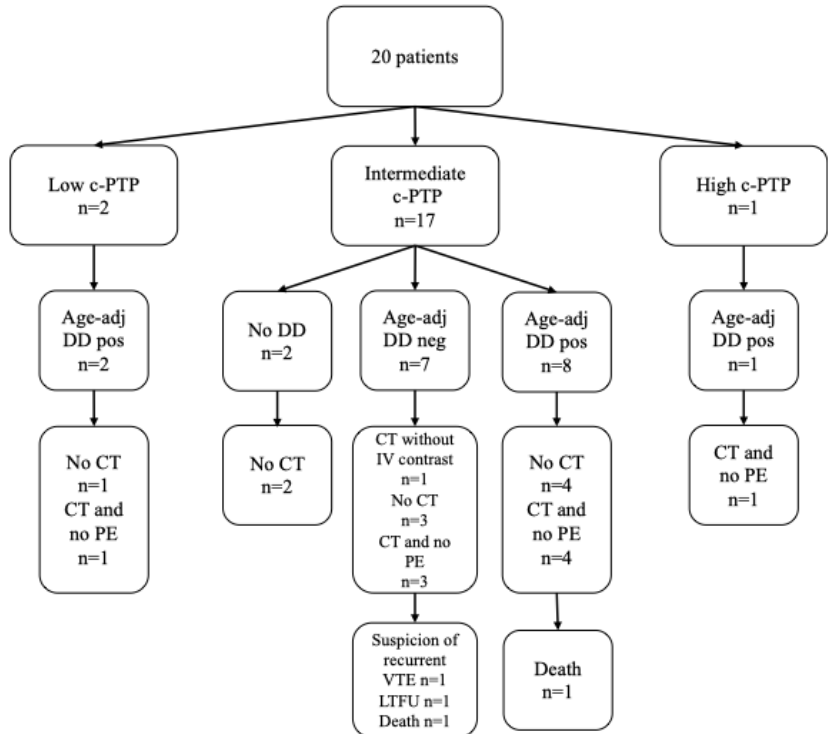 20 patients
Low c-PTP
n=2
Intermediate
c-PTP
n=17
High c-PTP
n=1
Age-adj
DD pos
n=2
No DD
n=2
Age-adj
DD neg
n=7
Age-adj
DD pos
n=8
Age-adj
DD pos
n=1
No CT
n=1
CT and
no PE
n=1
No CT
n=2
CT without
IV contrast
n=1
No CT
n=3
CT and no
PE
n=3
No CT
n=4
CT and
no PE
n=4
CT and
no PE
n=1
Suspicion of
recurrent
VTE n=1
LTFU n=1
Death n=1
Death
n=1